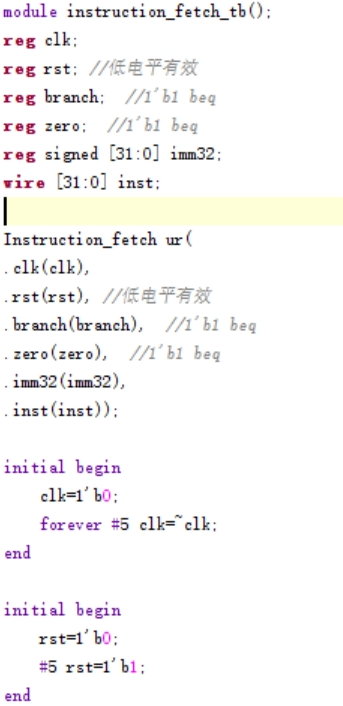 module instruction_fetch_tb();
reg clk;
reg rst; //低电平有效
reg branch;  //1'b1 beq
reg zero;  //1'b1 beq
reg signed [31:0] imm32;
wire [31:0] inst;
Instruction_fetch ur(
.clk(clk),
.rst(rst), //低电平有效
.branch(branch),  //1'b1 beq
.zero(zero),  //1'b1 beq
.imm32(imm32),
.inst(inst));
initial begin
    clk=1'b0;
    forever #5 clk=~clk;
end
initial begin
    rst=1'b0;
    #5 rst=1'b1;
end